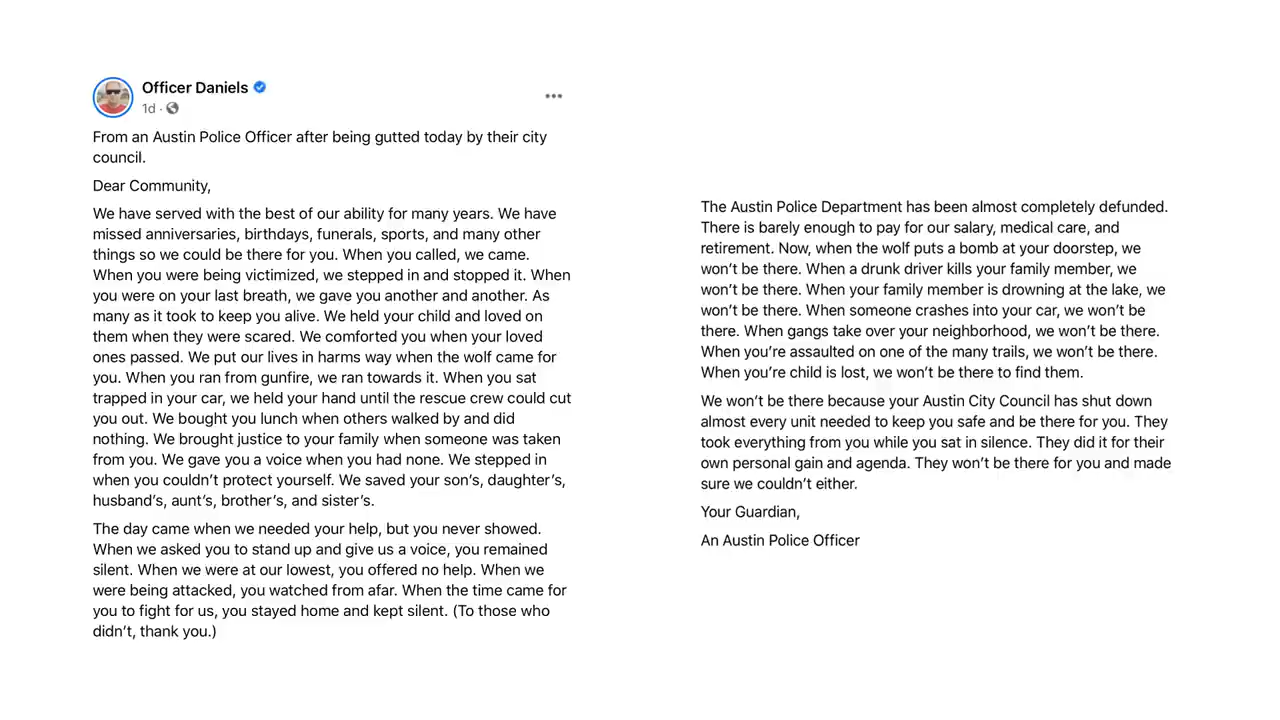 Officer Daniels
1d ·
From an Austin Police Officer after being gutted today by their city
council.
Dear Community,
We have served with the best of our ability for many years. We have
missed anniversaries, birthdays, funerals, sports, and many other
things so we could be there for you. When you called, we came.
When you were being victimized, we stepped in and stopped it. When
you were on your last breath, we gave you another and another. As
many as it took to keep you alive. We held your child and loved on
them when they were scared. We comforted you when your loved
ones passed. We put our lives in harms way when the wolf came for
you. When you ran from gunfire, we ran towards it. When you sat
trapped in your car, we held your hand until the rescue crew could cut
you out. We bought you lunch when others walked by and did
nothing. We brought justice to your family when someone was taken
from you. We gave you a voice when you had none. We stepped in
when you couldn’t protect yourself. We saved your son’s, daughter’s,
husband’s, aunt’s, brother’s, and sister’s.
The day came when we needed your help, but you never showed.
When we asked you to stand up and give us a voice, you remained
silent. When we were at our lowest, you offered no help. When we
were being attacked, you watched from afar. When the time came for
you to fight for us, you stayed home and kept silent. (To those who
didn’t, thank you.)
The Austin Police Department has been almost completely defunded.
There is barely enough to pay for our salary, medical care, and
retirement. Now, when the wolf puts a bomb at your doorstep, we
won’t be there. When a drunk driver kills your family member, we
won’t be there. When your family member is drowning at the lake, we
won’t be there. When someone crashes into your car, we won’t be
there. When gangs take over your neighborhood, we won’t be there.
When you’re assaulted on one of the many trails, we won’t be there.
When you’re child is lost, we won’t be there to find them.
We won’t be there because your Austin City Council has shut down
almost every unit needed to keep you safe and be there for you. They
took everything from you while you sat in silence. They did it for their
own personal gain and agenda. They won’t be there for you and made
sure we couldn’t either.
Your Guardian,
An Austin Police Officer